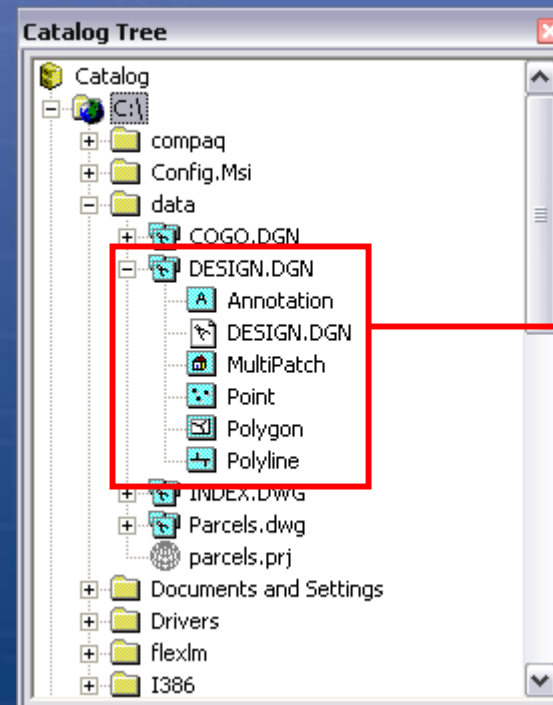 Catalog Tree
Catalog
C:\
compaq
Config.Msi
data
COGO.DGN
DESIGN.DGN
Annotation
DESIGN.DGN
MultiPatch
Point
Polygon
Polyline
INDEX.DWG
Parcels.dwg
parcels.prj
Documents and Settings
Drivers
flexlm
I386